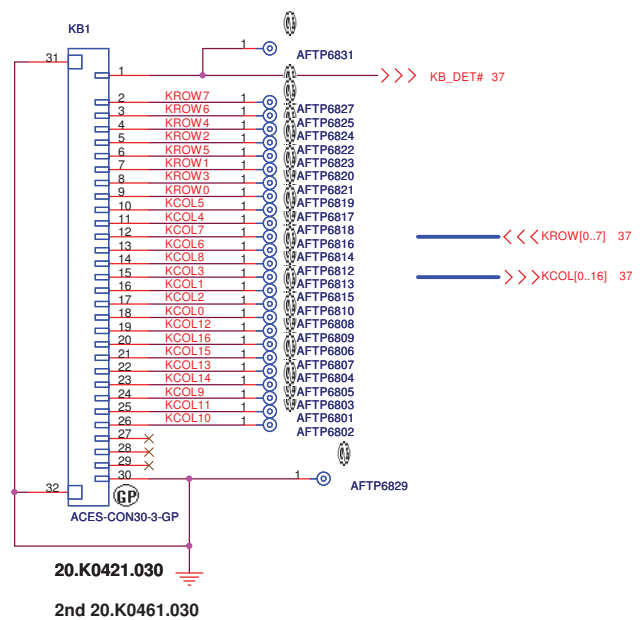 KB1
31
1
AFTP6831
1
KB_DET# 37
2 KROW7 1
AFTP6827
3 KROW6 1
AFTP6825
4 KROW4 1
AFTP6824
5 KROW2 1
AFTP6822
6 KROW5 1
AFTP6823
7 KROW1 1
AFTP6820
8 KROW3 1
AFTP6821
9 KROW0 1
AFTP6819
10 KCOL5 1
AFTP6817
11 KCOL4 1
AFTP6818
12 KCOL7 1
KROW[0..7] 37
AFTP6816
13 KCOL6 1
AFTP6814
14 KCOL8 1
AFTP6812
15 KCOL3 1
KCOL[0..16] 37
AFTP6813
16 KCOL1 1
AFTP6815
17 KCOL2 1
AFTP6810
18 KCOL0 1
AFTP6808
19 KCOL12 1
AFTP6809
20 KCOL16 1
AFTP6806
21 KCOL15 1
AFTP6807
22 KCOL13 1
AFTP6804
23 KCOL14 1
AFTP6805
24 KCOL9 1
AFTP6803
25 KCOL11 1
AFTP6801
26 KCOL10 1
AFTP6802
27
28
29
30
1
AFTP6829
32
GP
ACES-CON30-3-GP
20.K0421.030
2nd 20.K0461.030